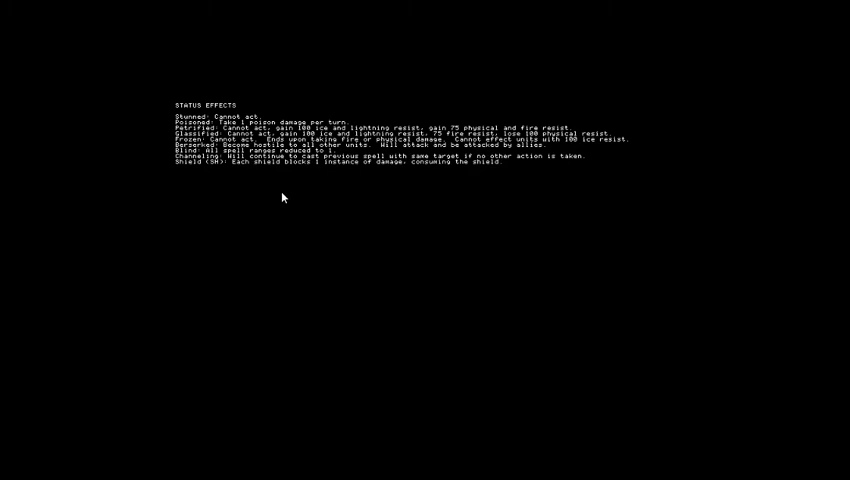 STATUS EFFECTS
Stunned: Cannot act.
Poisoned: Take 1 poison damage per turn.
Petrified: Cannot act, gain 100 ice and lightning resist, gain 75 physical and fire resist.
Glassified: Cannot act, gain 100 ice and lightning resist, 75 fire resist, lose 100 physical resist.
Frozen: Cannot act.  Ends upon taking fire or physical damage.  Cannot effect units with 100 ice resist.
Berserked: Become hostile to all other units.  Will attack and be attacked by allies.
Blind: All spell ranges reduced to 1.
Channeling: Will continue to cast previous spell with same target if no other action is taken.
Shield (SH): Each shield blocks 1 instance of damage, consuming the shield.